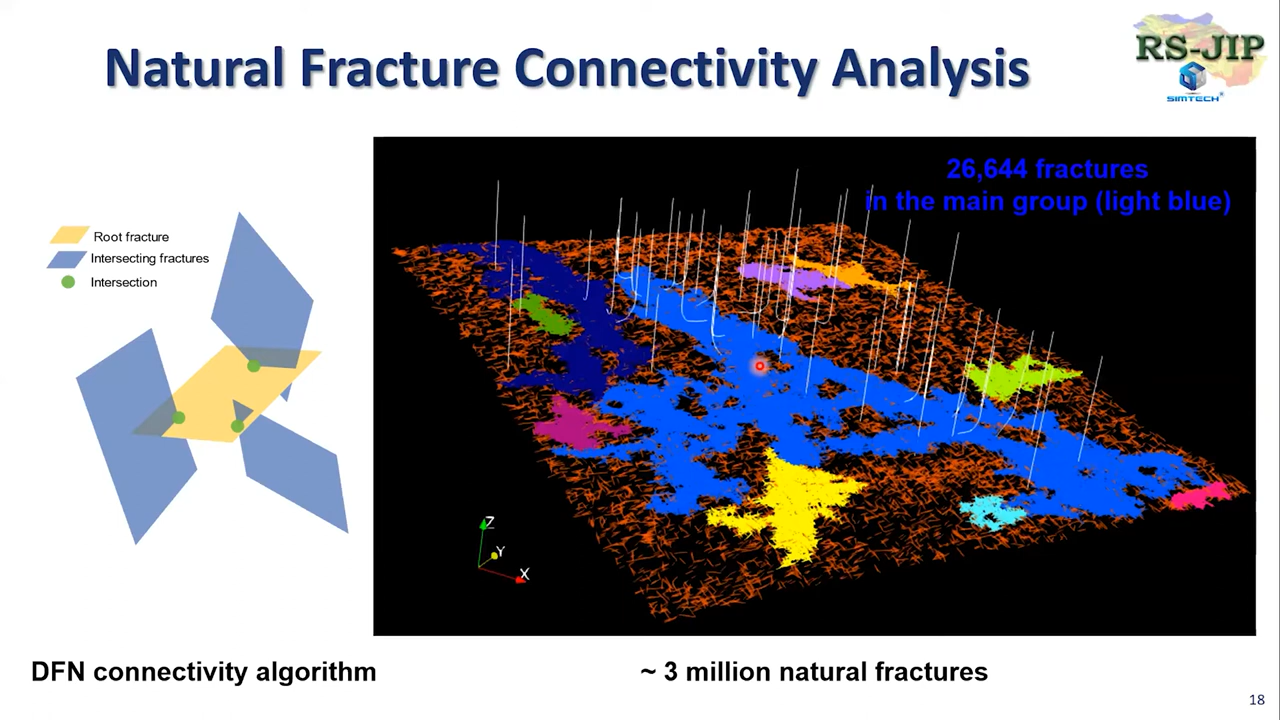 Natural Fracture Connectivity Analysis
RS-JIP
SIMTECH
26,644 fractures
in the main group (light blue)
Root fracture
Intersecting fractures
Intersection
Z
Y
X
DFN connectivity algorithm
~ 3 million natural fractures
18